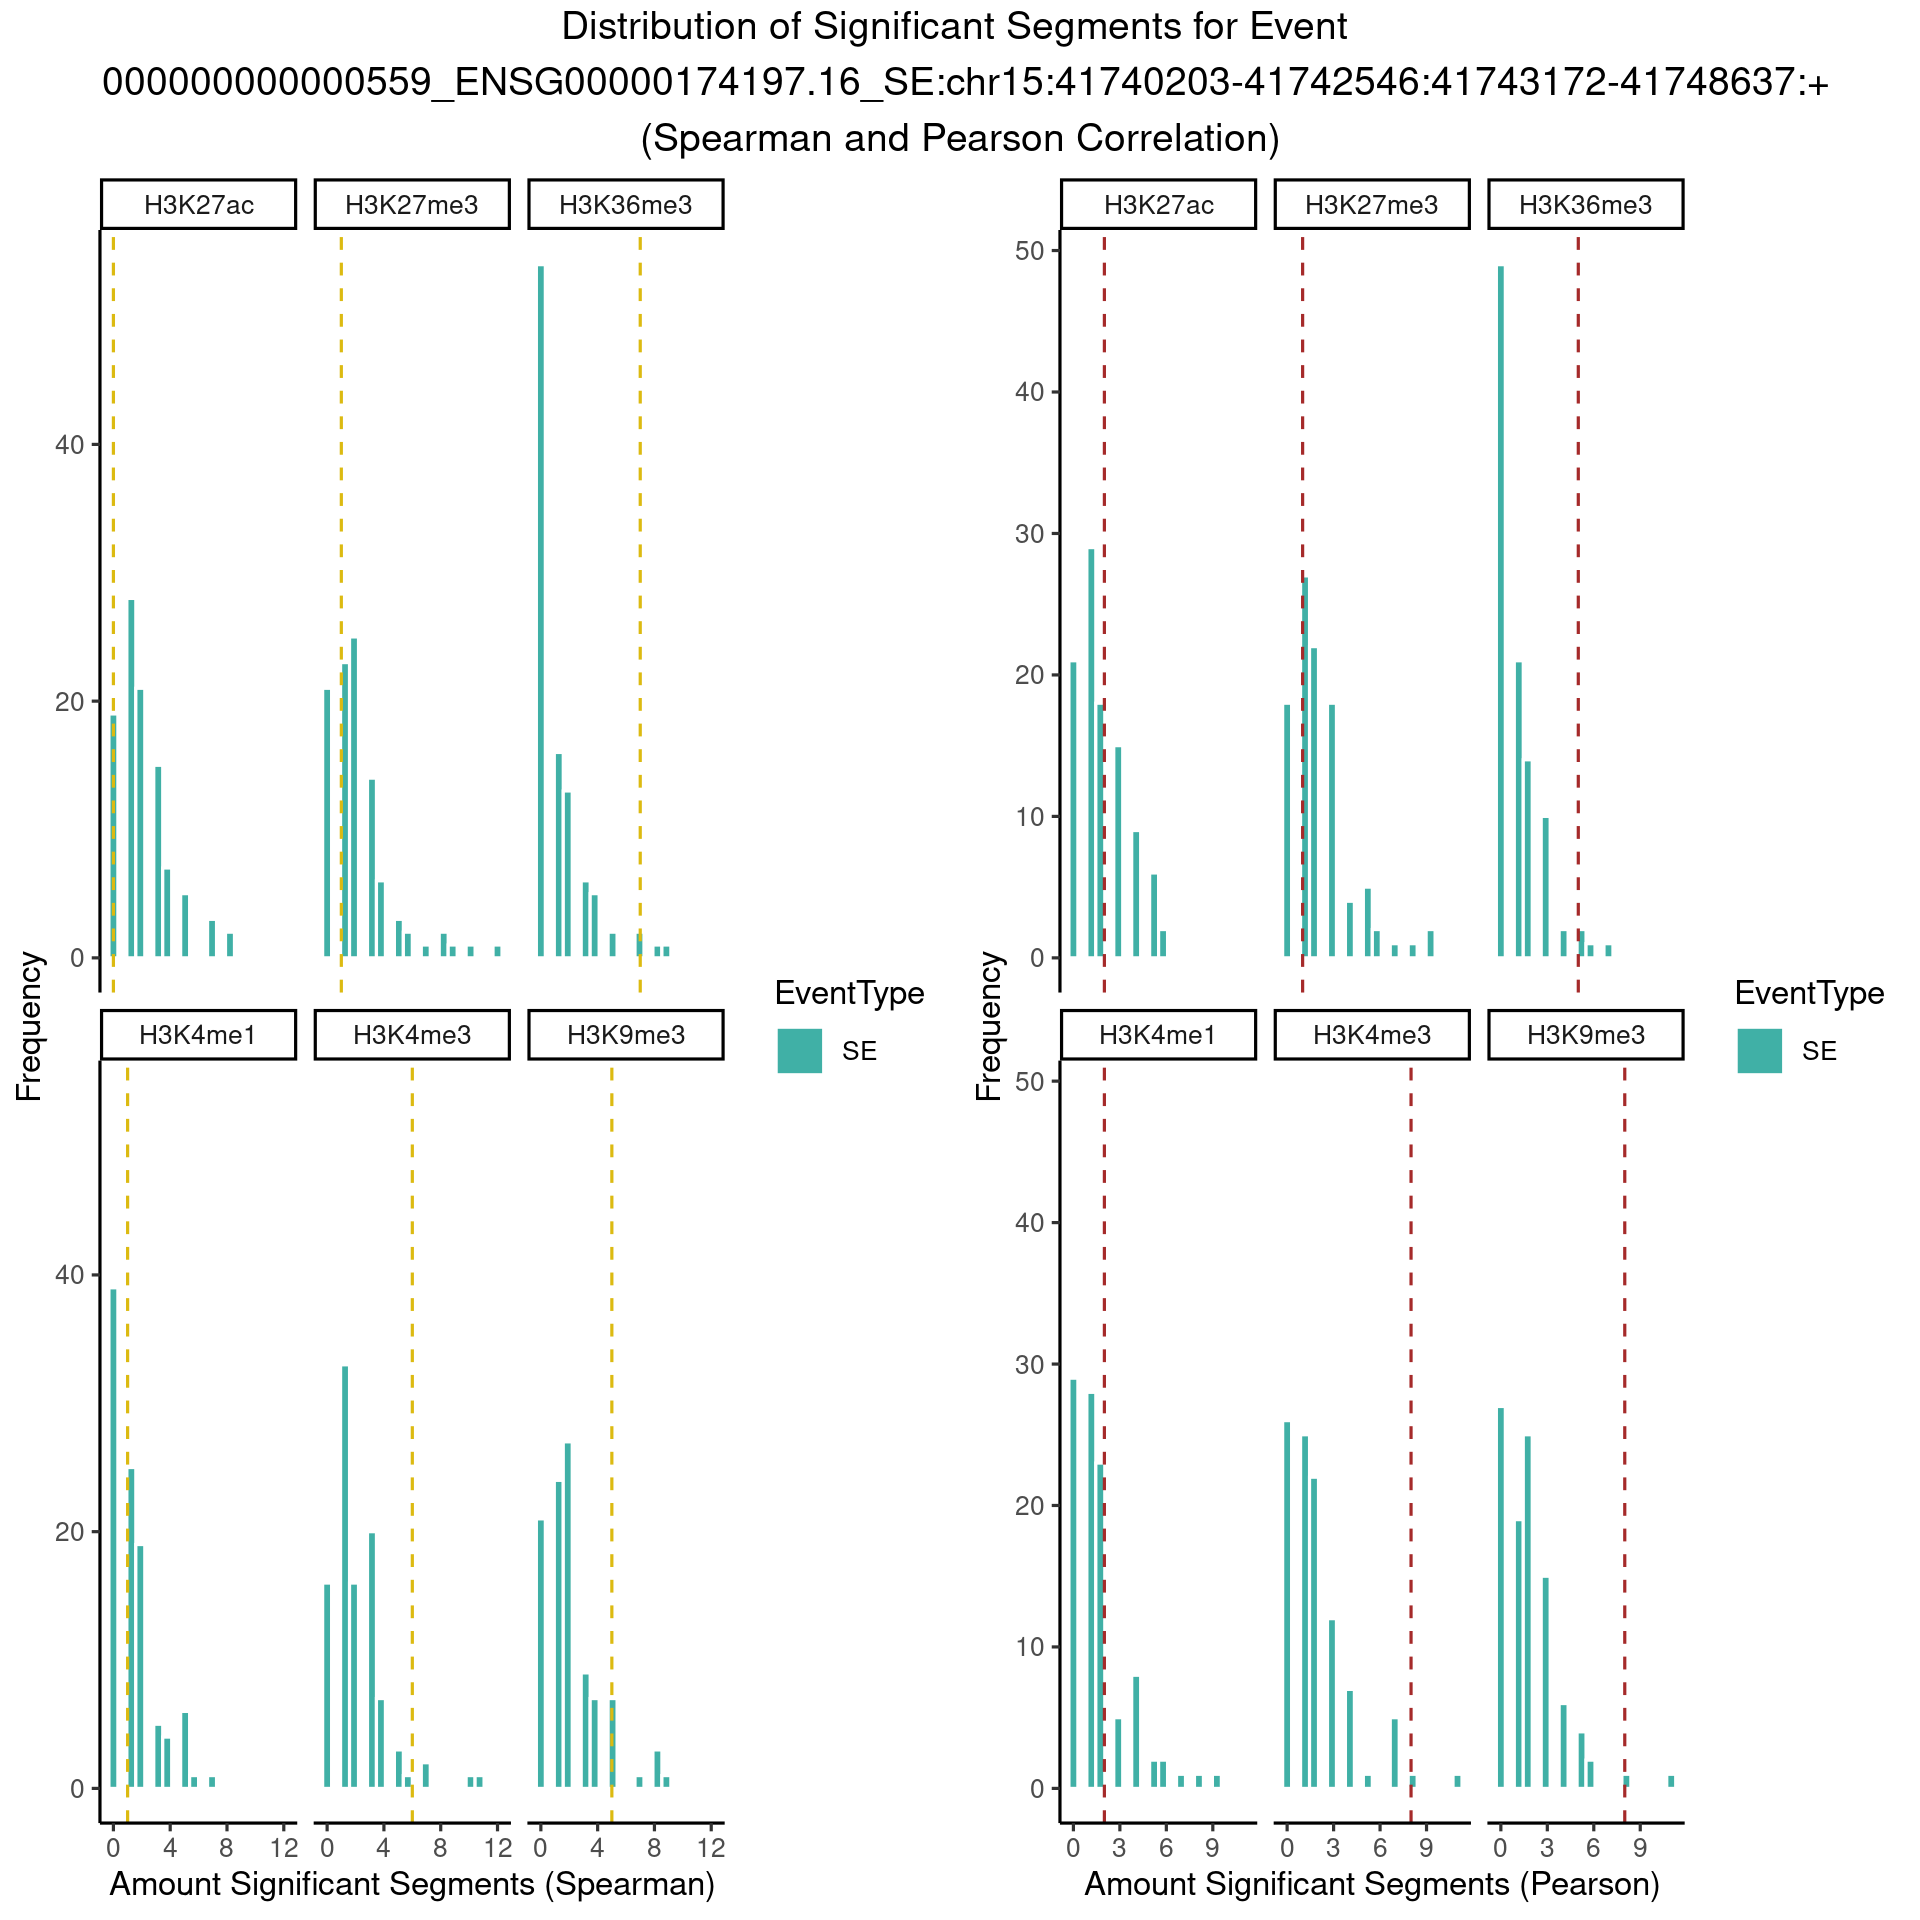 Distribution of Significant Segments for Event
000000000000559_ENSG00000174197.16_SE:chr15:41740203-41742546:41743172-41748637:+
(Spearman and Pearson Correlation)
H3K27ac H3K27me3 H3K36me3
40
20
0
H3K4me1 H3K4me3 H3K9me3
40
20
0
0 4 8 12 0 4 8 12 0 4 8 12
Amount Significant Segments (Spearman)
Frequency
EventType
SE
H3K27ac H3K27me3 H3K36me3
50
40
30
20
10
0
H3K4me1 H3K4me3 H3K9me3
50
40
30
20
10
0
0 3 6 9 0 3 6 9 0 3 6 9
Amount Significant Segments (Pearson)
Frequency
EventType
SE